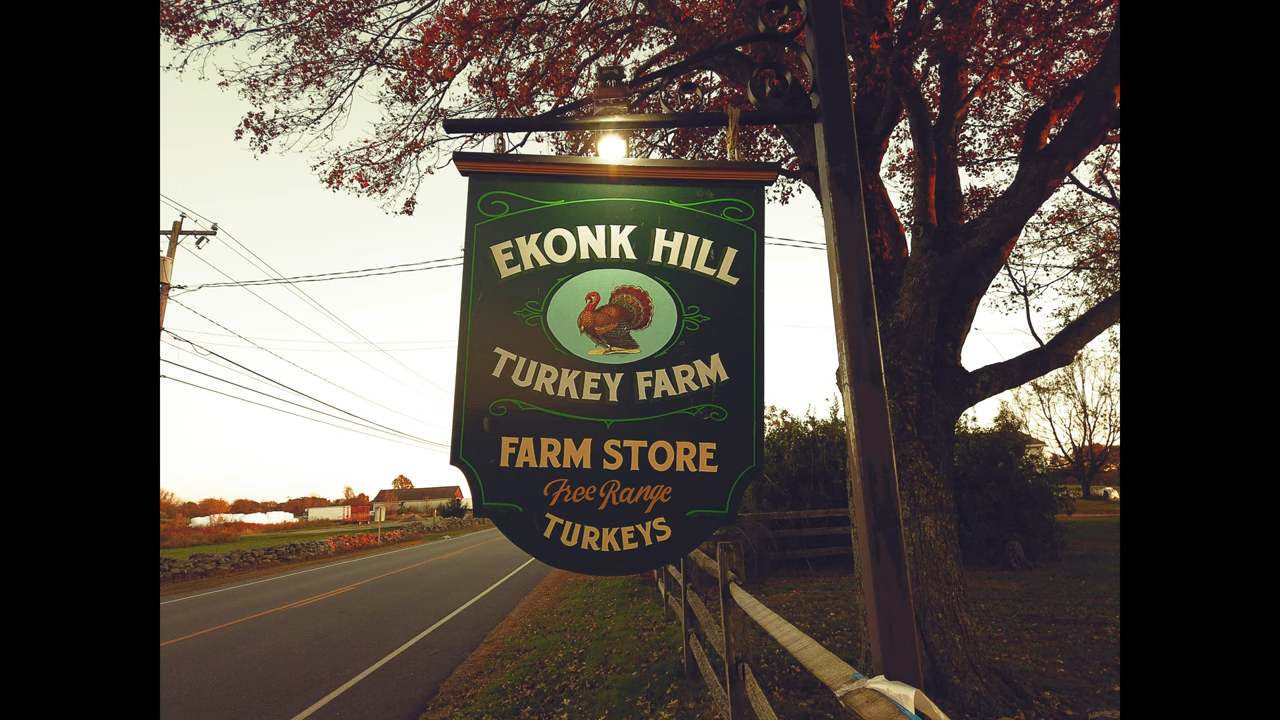 EKONK HILL
TURKEY FARM
FARM STORE
Free Range
TURKEYS